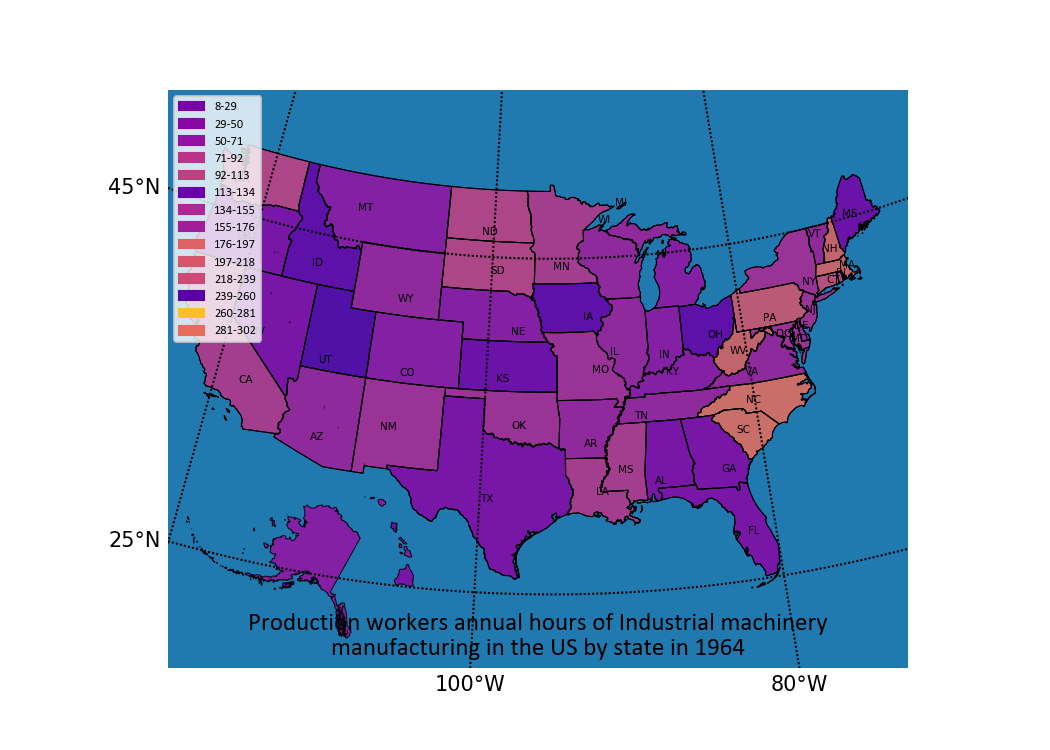 8-29
29-50
50-71
71-92
92-113
113-134
134-155
155-176
176-197
197-218
218-239
239-260
260-281
281-302
45°N
25°N
MT
ND
MN
WI
MI
ME
VT
NH
MA
ID
SD
WY
NY
CT
NE
IA
PA
NJ
UT
CO
KS
MO
IL
IN
OH
WV
DC
MD
KY
VA
CA
AZ
NM
OK
AR
TN
NC
SC
TX
LA
MS
AL
GA
FL
Production workers annual hours of Industrial machinery
manufacturing in the US by state in 1964
100°W
80°W